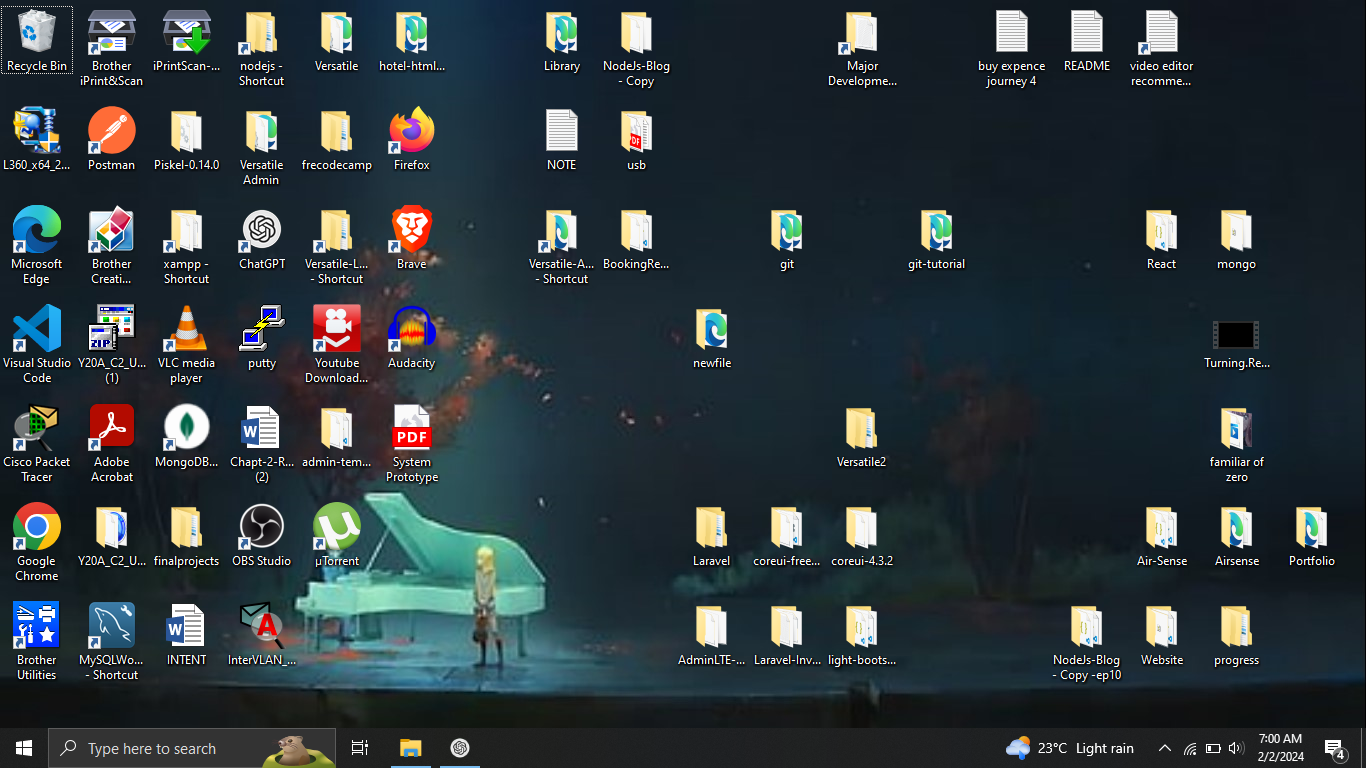 Recycle Bin
Brother iPrint&Scan
iPrintScan-...
nodejs - Shortcut
Versatile
hotel-html...
Library
NodeJs-Blog - Copy
Major Developme...
buy expence journey 4
README
video editor recomme...
L360_x64_2...
Postman
Piskel-0.14.0
Versatile Admin
frecodecamp
Firefox
NOTE
usb
PDF
Microsoft Edge
Brother Creati...
xampp - Shortcut
ChatGPT
Versatile-L... - Shortcut
Brave
Versatile-A... - Shortcut
BookingRe...
git
git-tutorial
React
mongo
Visual Studio Code
ZIP
Y20A_C2_U... (1)
VLC media player
putty
Youtube Download...
Audacity
newfile
Turning.Re...
Cisco Packet Tracer
Adobe Acrobat
MongoDB...
W
Chapt-2-R... (2)
admin-tem...
PDF
System Prototype
Versatile2
familiar of zero
Google Chrome
Y20A_C2_U...
finalprojects
OBS Studio
µ
µTorrent
Laravel
coreui-free...
coreui-4.3.2
Air-Sense
Airsense
Portfolio
Brother Utilities
MySQLWo... - Shortcut
W
INTENT
A
InterVLAN_...
AdminLTE-...
Laravel-Inv...
light-boots...
NodeJs-Blog - Copy -ep10
Website
progress
Type here to search
23°C Light rain
7:00 AM
2/2/2024
4